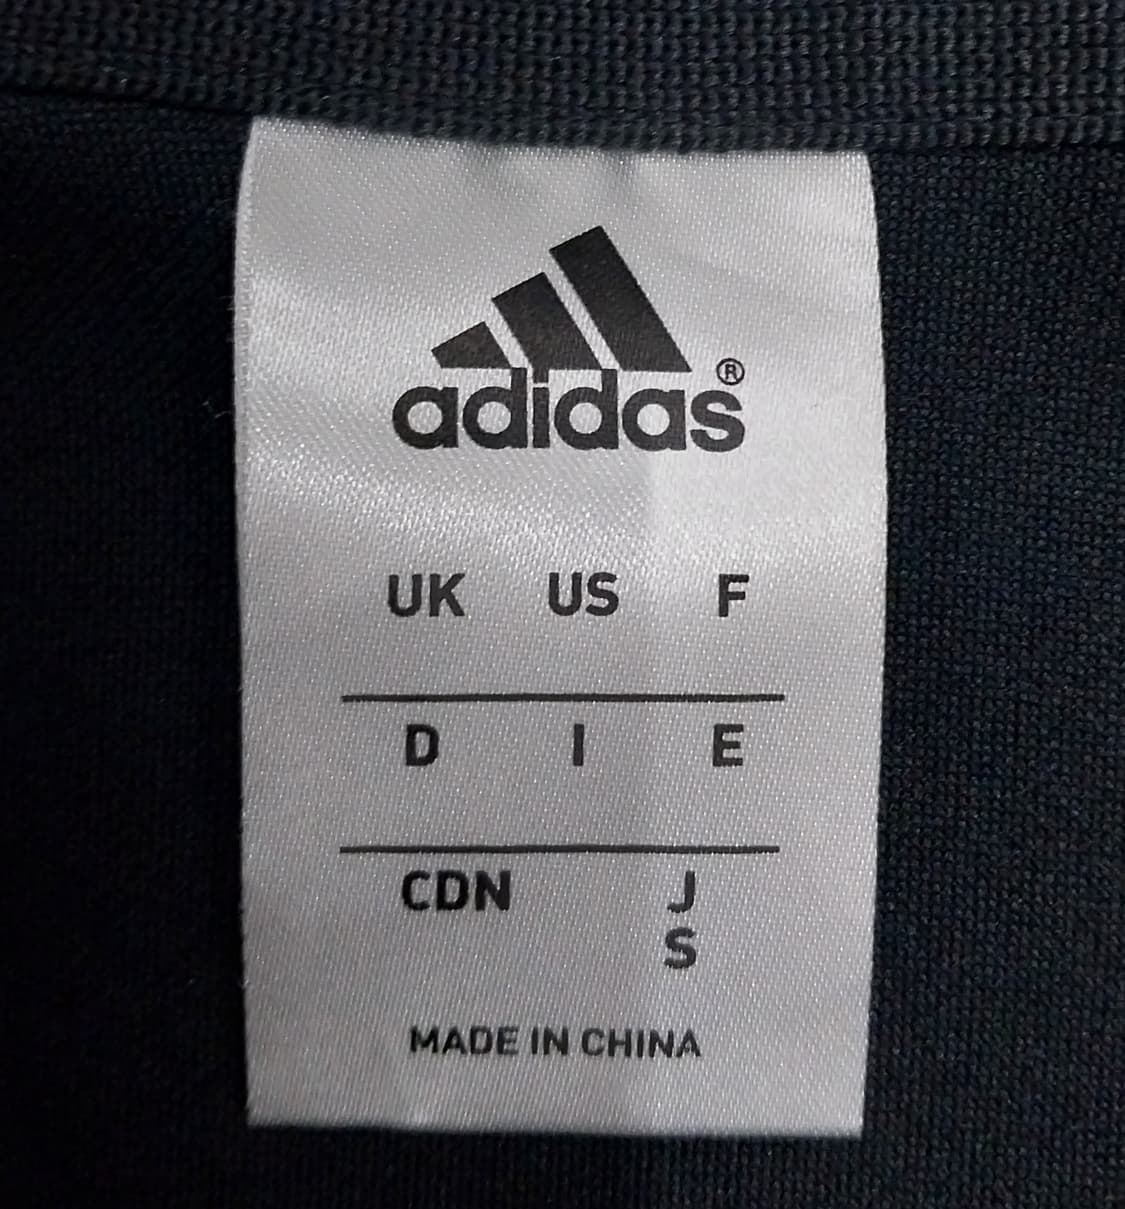 adidas®
UK US F
D I E
CDN J
S
MADE IN CHINA